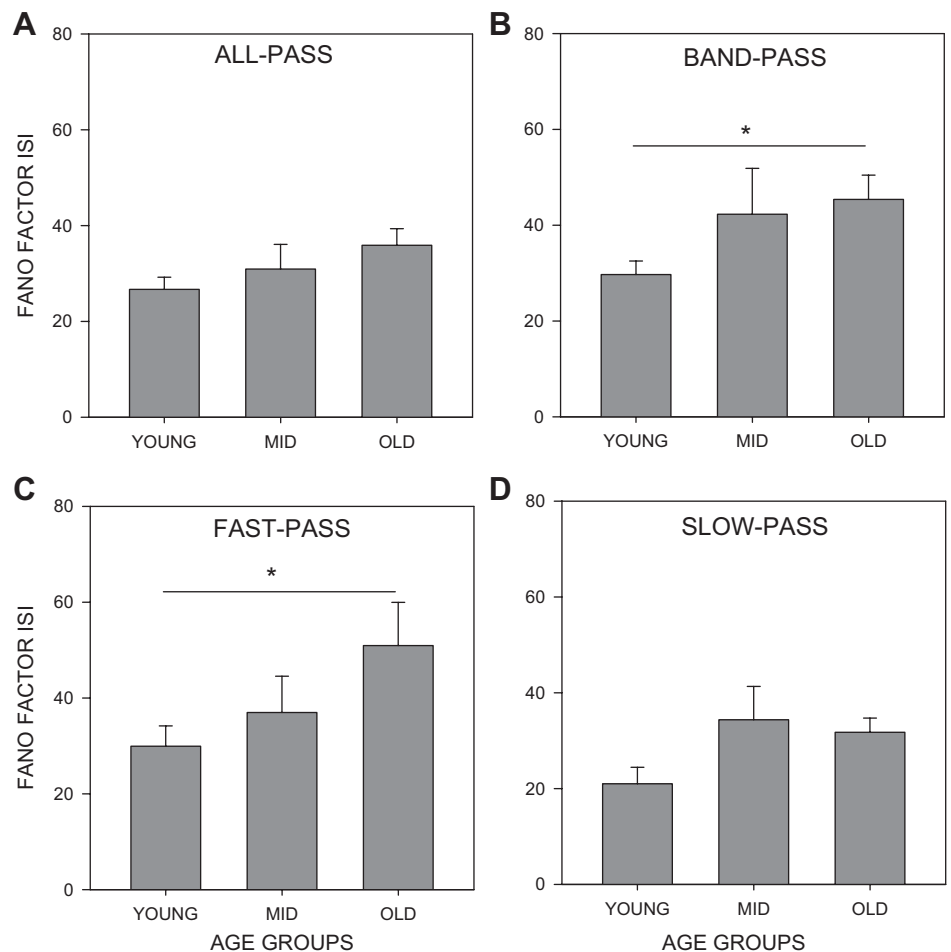 A
ALL-PASS
FANO FACTOR ISI
80
60
40
20
0
YOUNG MID OLD
B
BAND-PASS
*
80
60
40
20
0
YOUNG MID OLD
C
FAST-PASS
*
FANO FACTOR ISI
80
60
40
20
0
YOUNG MID OLD
AGE GROUPS
D
SLOW-PASS
80
60
40
20
0
YOUNG MID OLD
AGE GROUPS